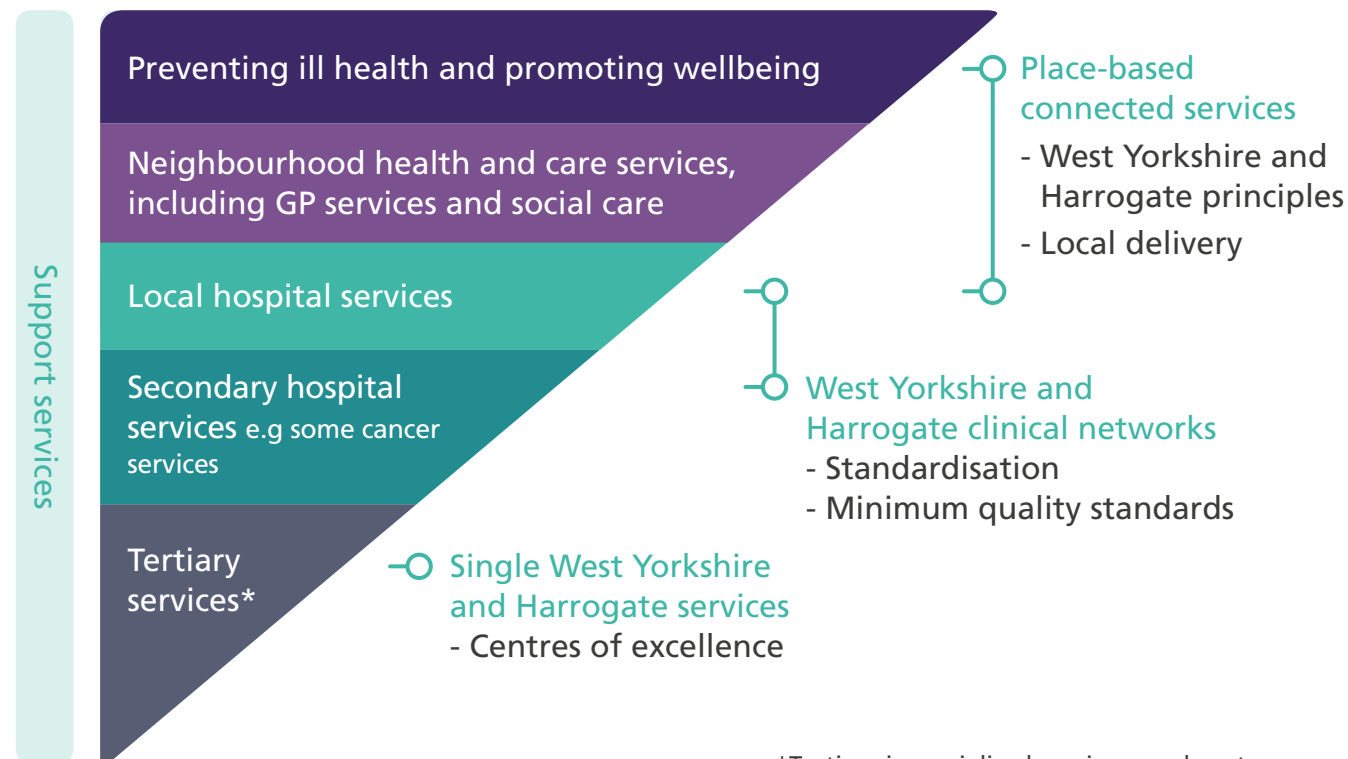 Support services
Preventing ill health and promoting wellbeing
Neighbourhood health and care services,
including GP services and social care
Local hospital services
Secondary hospital
services e.g some cancer
services
Tertiary
services*
Place-based
connected services
- West Yorkshire and
Harrogate principles
- Local delivery
West Yorkshire and
Harrogate clinical networks
- Standardisation
- Minimum quality standards
Single West Yorkshire
and Harrogate services
- Centres of excellence